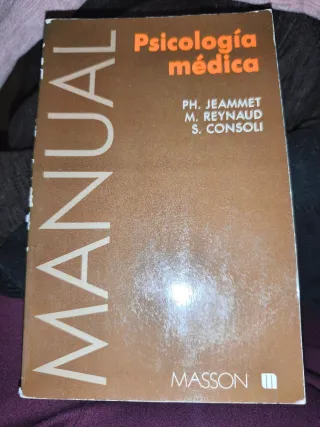 MANUAL
Psicología
médica
PH. JEAMMET
M. REYNAUD
S. CONSOLI
MASSON m